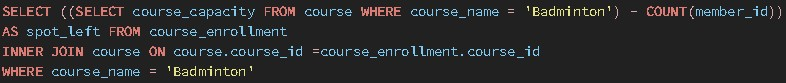 SELECT ((SELECT course_capacity FROM course WHERE course_name = 'Badminton') - COUNT(member_id))
AS spot_left FROM course_enrollment
INNER JOIN course ON course.course_id =course_enrollment.course_id
WHERE course_name = 'Badminton'